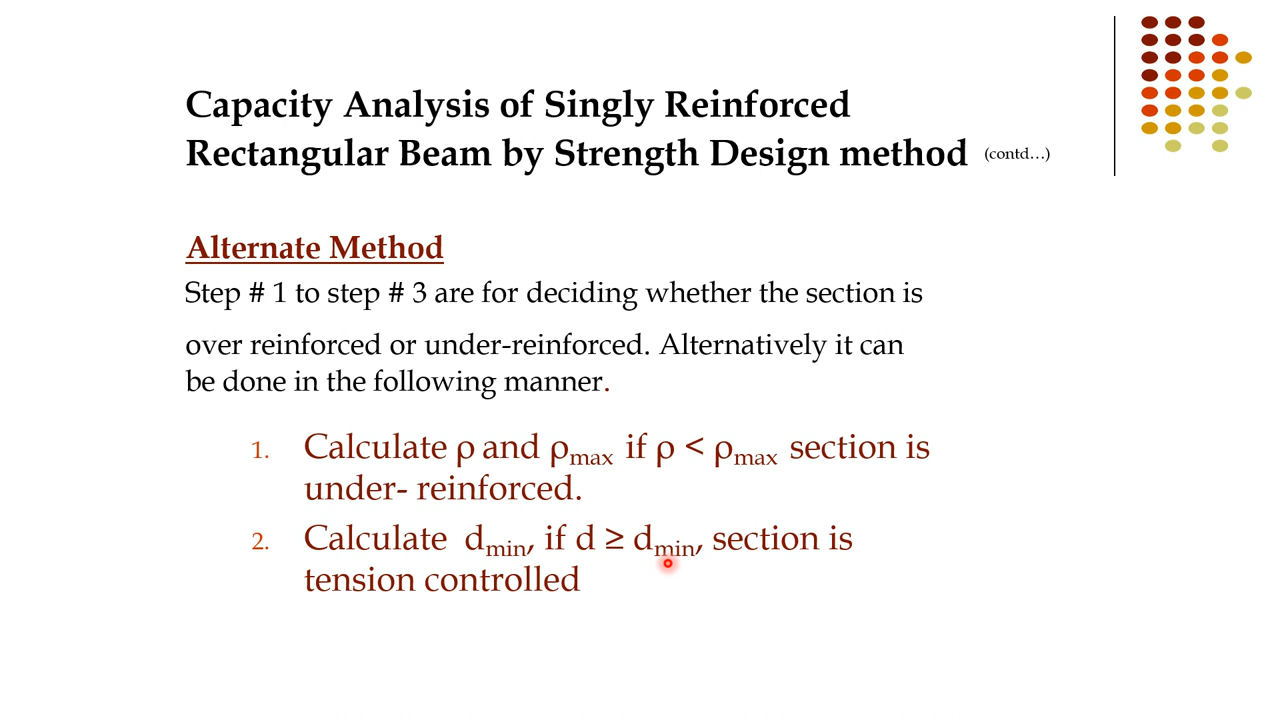 Capacity Analysis of Singly Reinforced
Rectangular Beam by Strength Design method (contd…)
Alternate Method
Step # 1 to step # 3 are for deciding whether the section is
over reinforced or under-reinforced. Alternatively it can
be done in the following manner.
1. Calculate ρ and ρmax if ρ < ρmax section is
under- reinforced.
2. Calculate dmin, if d ≥ dmin, section is
tension controlled